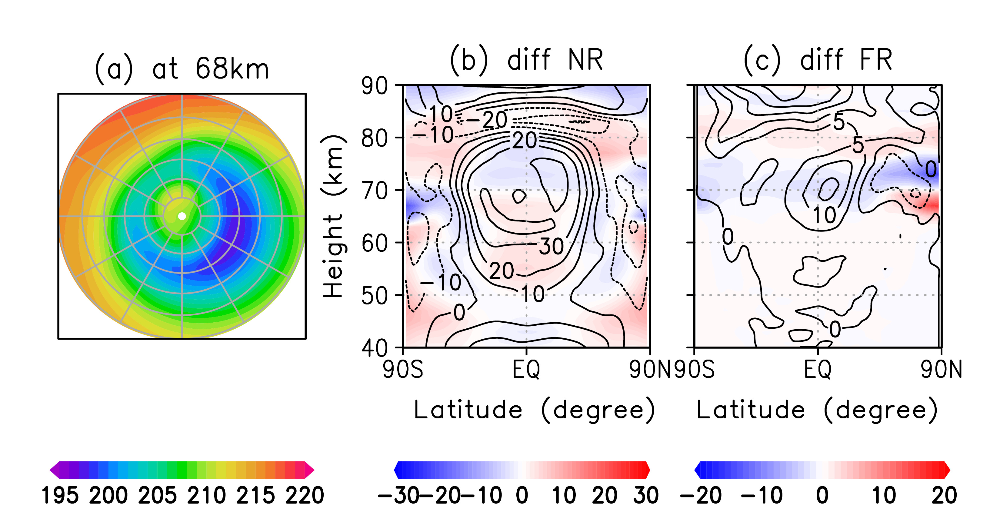 (a) at 68km
(b) diff NR
(c) diff FR
Height (km)
90
80
70
60
50
40
10
−20
−10
20
30
20
−10
10
0
5
5
0
10
0
0
90S
EQ
90N
90S
EQ
90N
Latitude (degree)
Latitude (degree)
195 200 205 210 215 220
−30 −20 −10 0 10 20 30
−20 −10 0 10 20